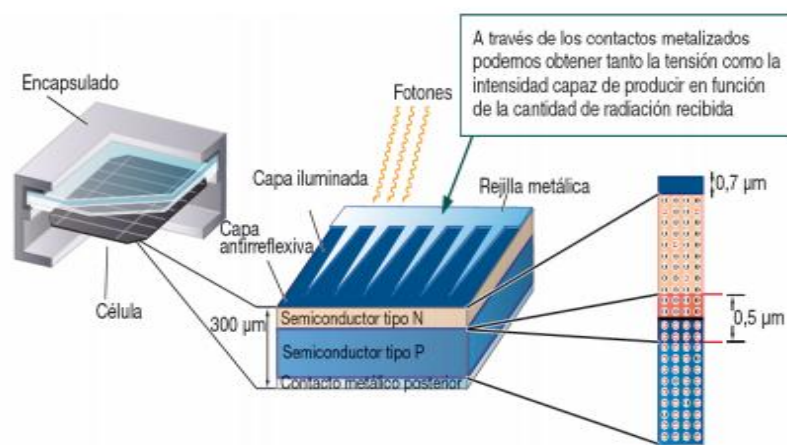 A través de los contactos metalizados
podemos obtener tanto la tensión como la
intensidad capaz de producir en función
de la cantidad de radiación recibida
Encapsulado
Fotones
Capa iluminada
Rejilla metálica
Capa
antirreflexiva
Célula
300 µm
Semiconductor tipo N
Semiconductor tipo P
Contacto metálico posterior
0,7 µm
0,5 µm